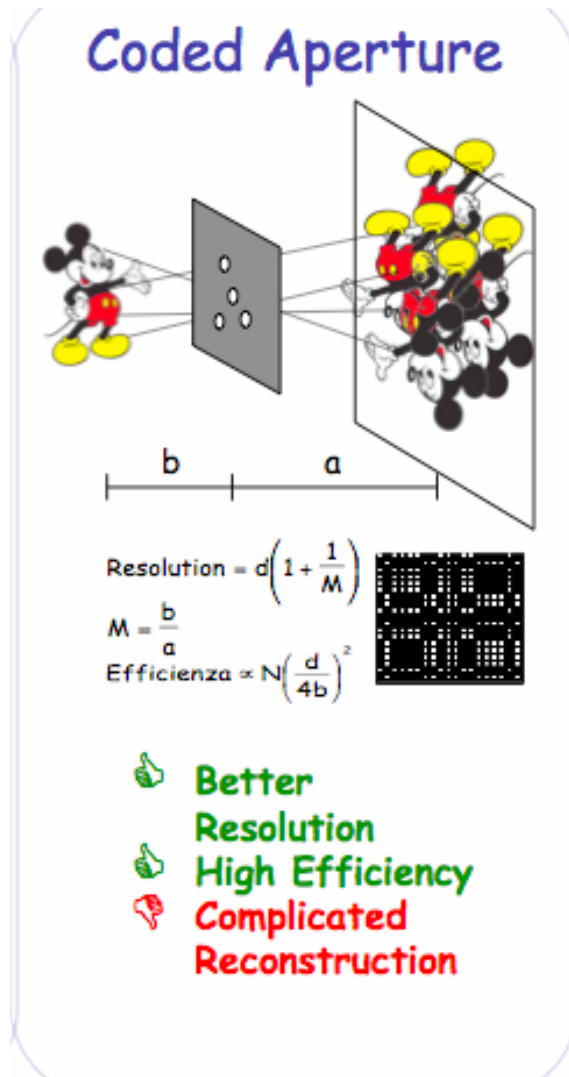 Coded Aperture
b a
Resolution = d(1 + 1/M)
M = b/a
Efficienza ∝ N(d/4b)²
Better
Resolution
High Efficiency
Complicated
Reconstruction